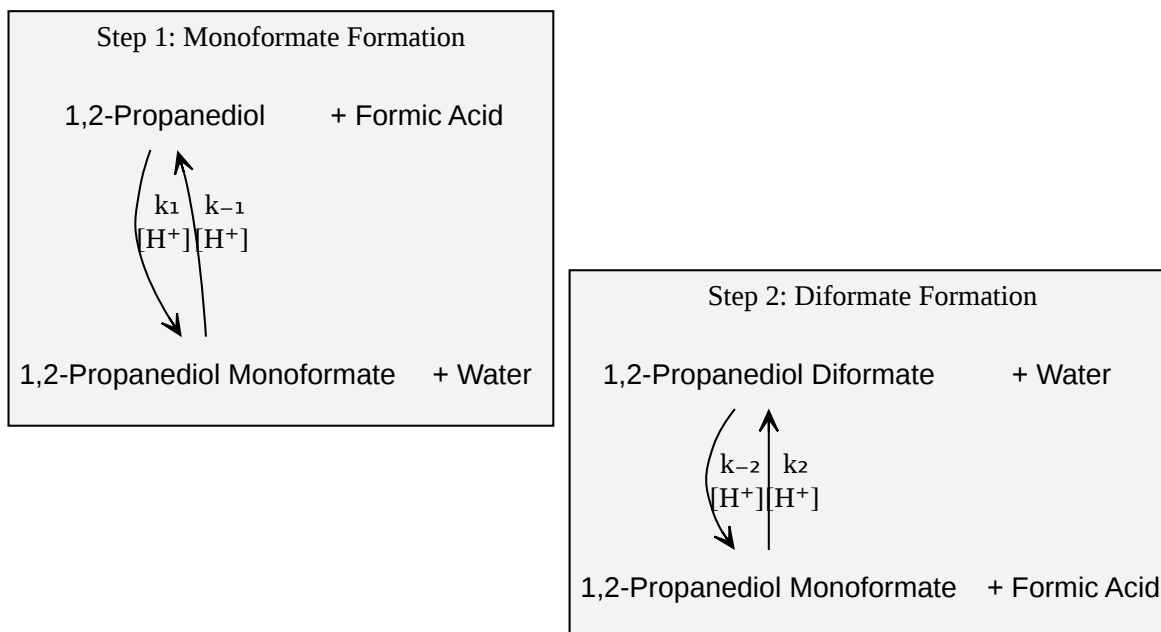 Step 1: Monoformate Formation
1,2-Propanediol + Formic Acid
k₁ k₋₁
[H⁺] [H⁺]
1,2-Propanediol Monoformate + Water
Step 2: Diformate Formation
1,2-Propanediol Diformate + Water
k₋₂ k₂
[H⁺] [H⁺]
1,2-Propanediol Monoformate + Formic Acid